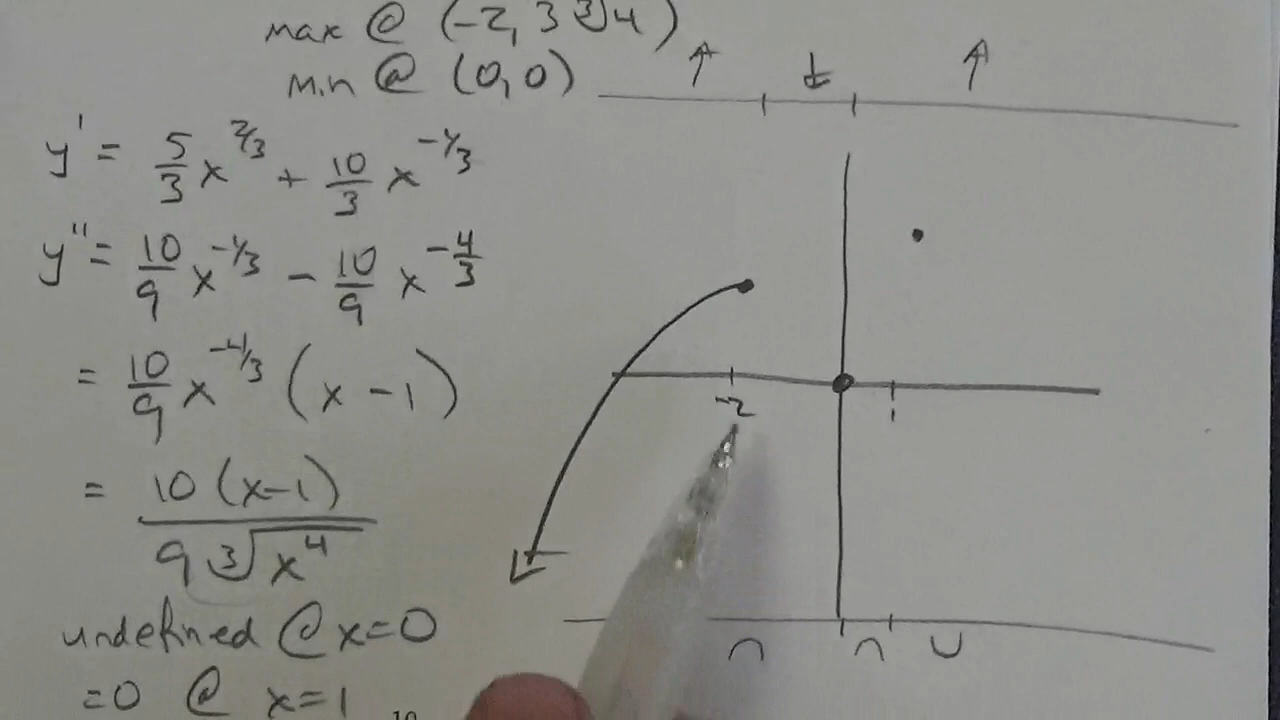 max @ (-2, 3∛4)
min @ (0,0)
↑ ↓ ↑
y' = 5/3 x^(2/3) + 10/3 x^(-1/3)
y'' = 10/9 x^(-1/3) - 10/9 x^(-4/3)
= 10/9 x^(-4/3) (x - 1)
-2 1
= 10(x-1) / 9∛x^4
undefined @ x=0
∩ ∩ ∪
=0 @ x=1